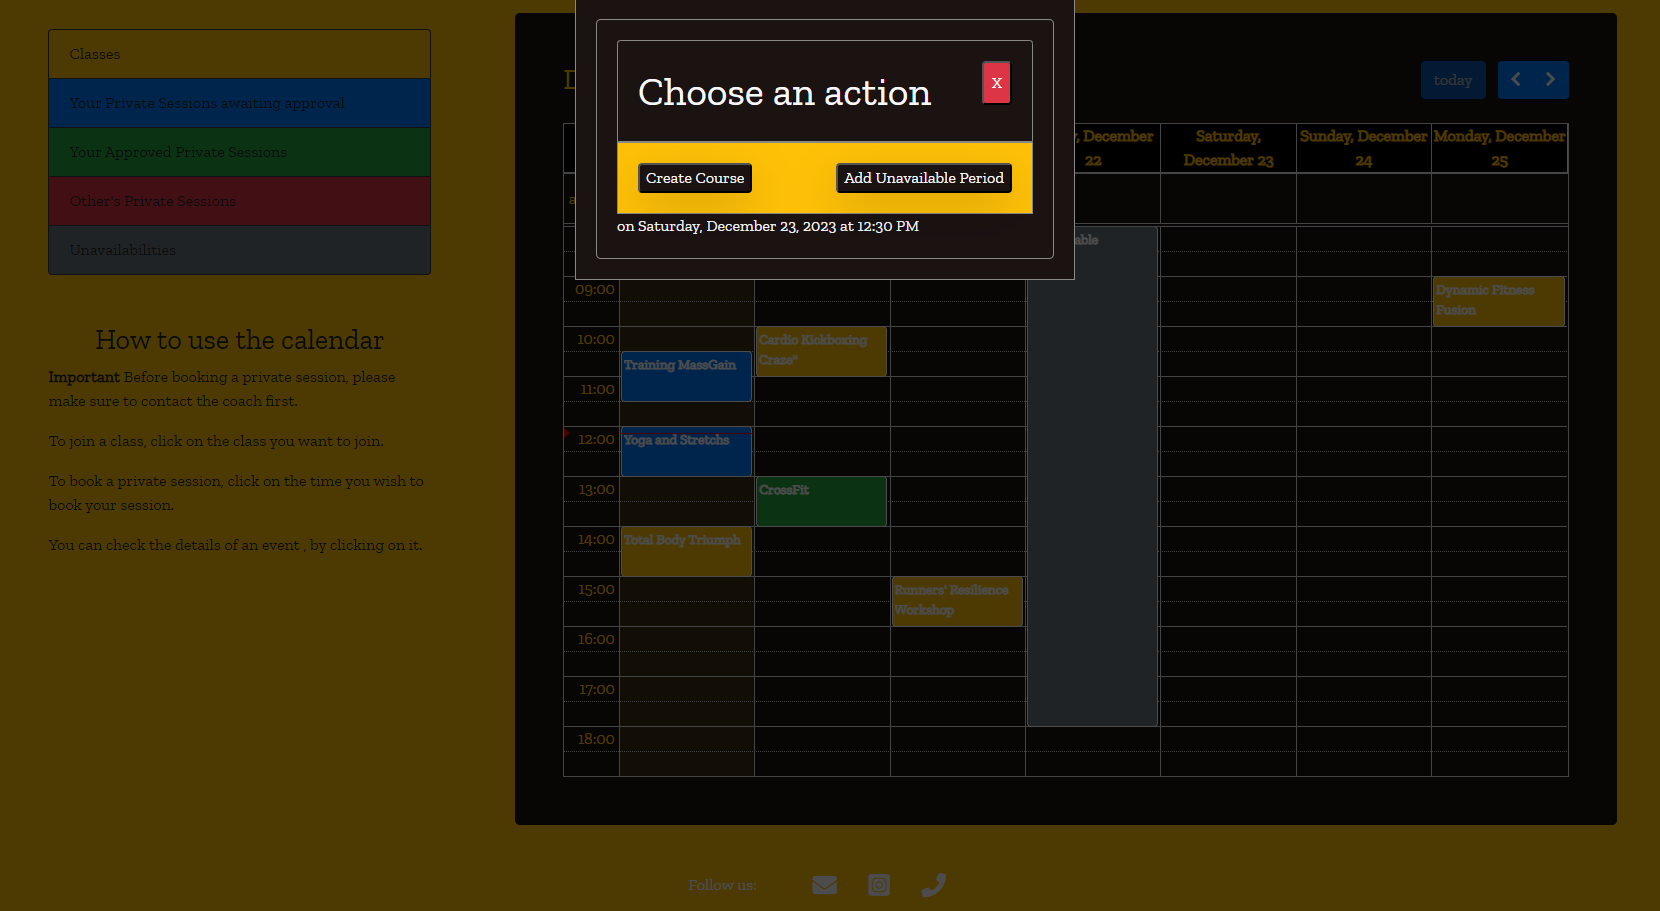 Classes
Your Private Sessions awaiting approval
Your Approved Private Sessions
Other's Private Sessions
Unavailabilities
How to use the calendar
Important Before booking a private session, please
make sure to contact the coach first.
To join a class, click on the class you want to join.
To book a private session, click on the time you wish to
book your session.
You can check the details of an event , by clicking on it.
Choose an action
X
Create Course
Add Unavailable Period
on Saturday, December 23, 2023 at 12:30 PM
today
December
22
Saturday,
December 23
Sunday, December
24
Monday, December
25
09:00
10:00
11:00
12:00
13:00
14:00
15:00
16:00
17:00
18:00
Training MassGain
Yoga and Stretchs
Total Body Triumph
Cardio Kickboxing
Craze"
CrossFit
Runners' Resilience
Workshop
able
Dynamic Fitness
Fusion
Follow us: